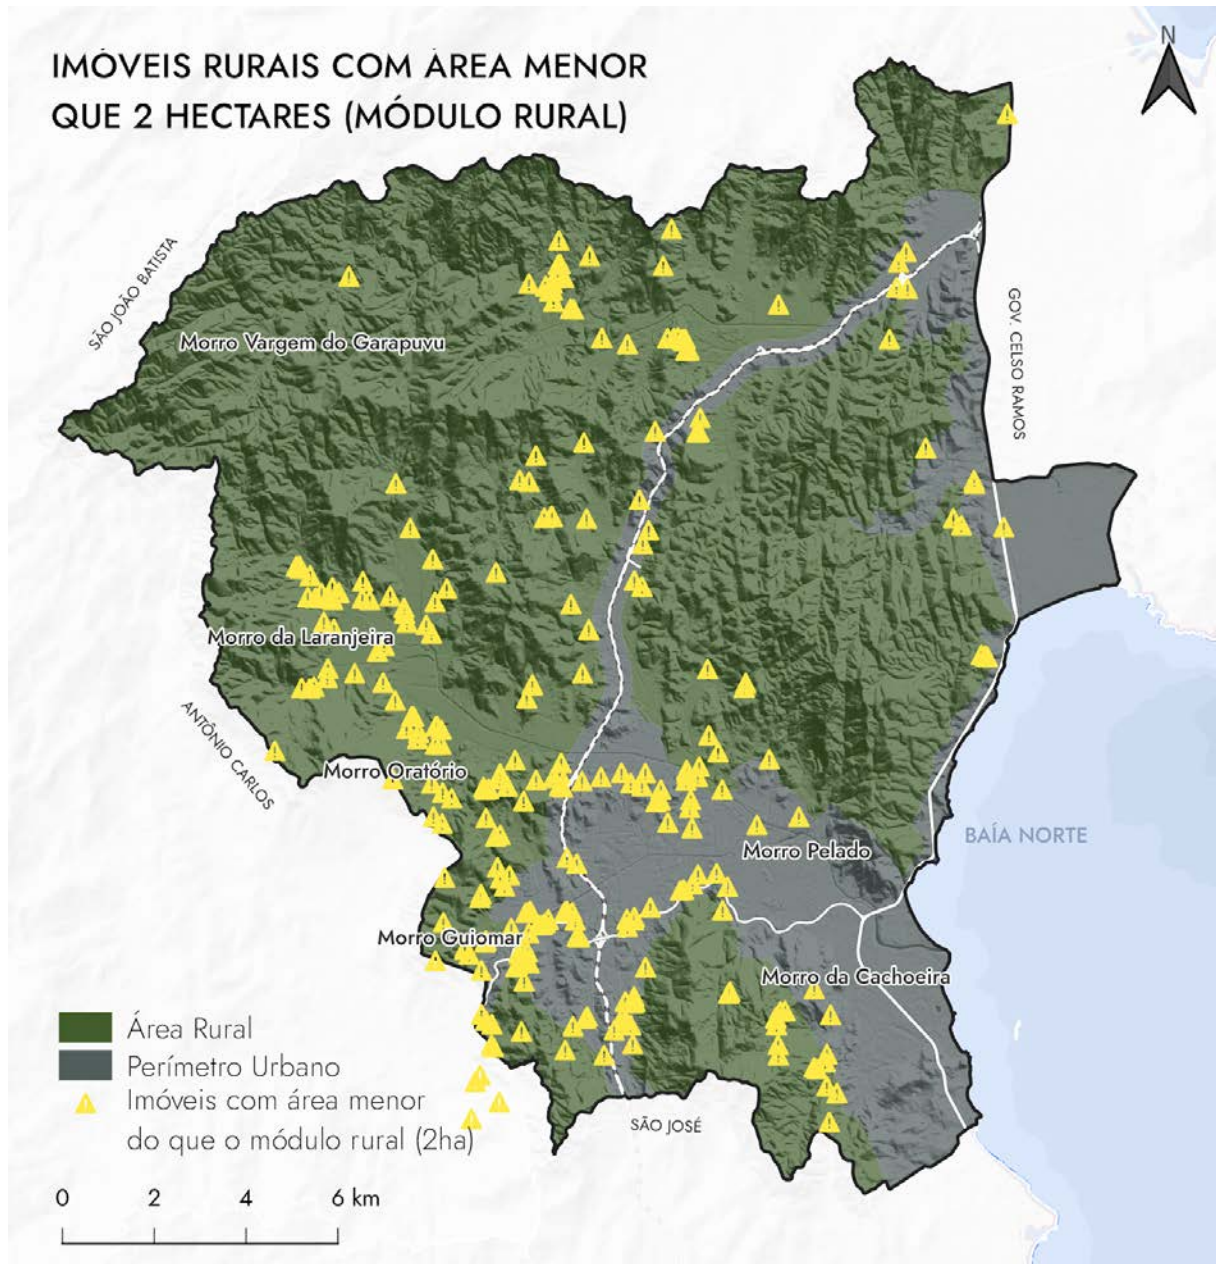 IMÓVEIS RURAIS COM ÁREA MENOR
QUE 2 HECTARES (MÓDULO RURAL)
N
SÃO JOÃO BATISTA
GOV. CELSO RAMOS
Morro Vargem do Garapuvu
Morro da Laranjeira
ANTÔNIO CARLOS
Morro Oratório
BAÍA NORTE
Morro Pelado
Morro Guiomar
Morro da Cachoeira
SÃO JOSÉ
Área Rural
Perímetro Urbano
Imóveis com área menor
do que o módulo rural (2ha)
0 2 4 6 km